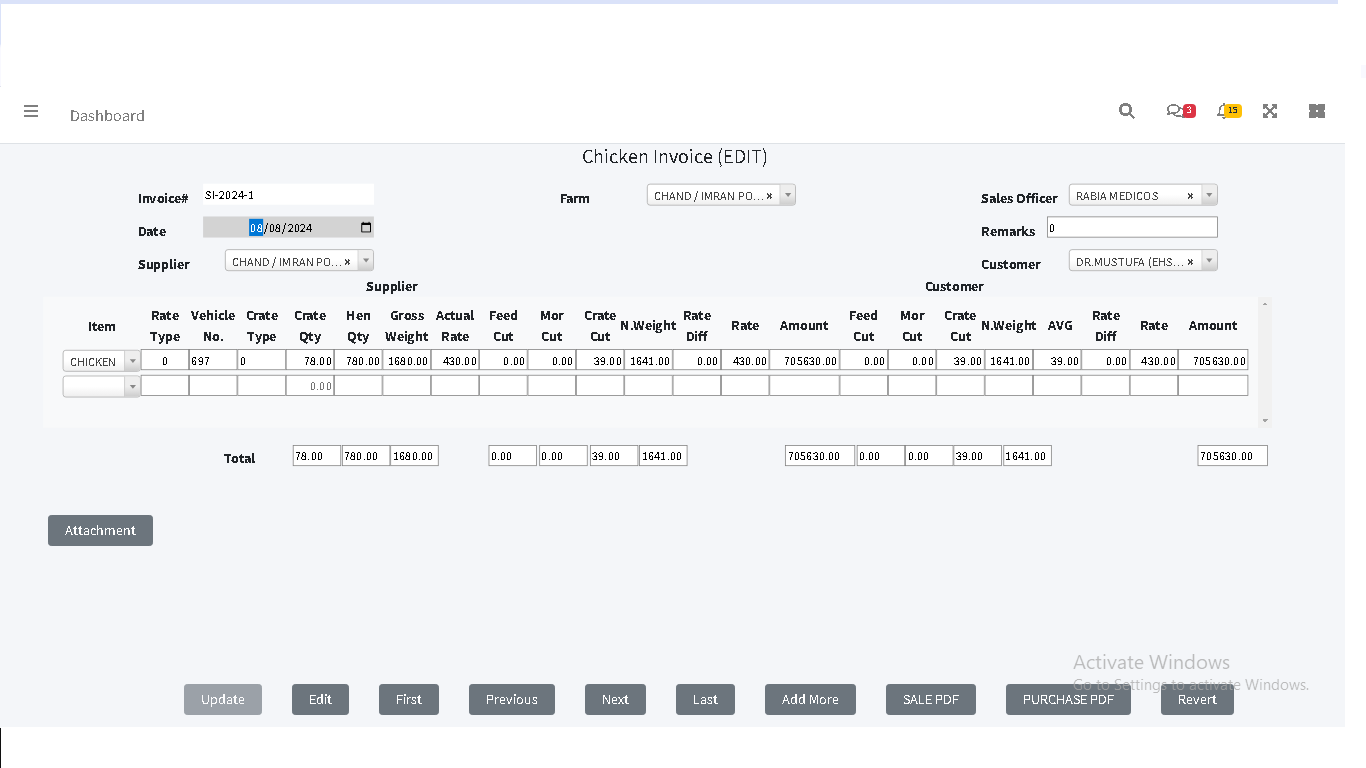 Dashboard
3
15
Chicken Invoice (EDIT)
Invoice# SI-2024-1 Farm CHAND / IMRAN PO... × Sales Officer RABIA MEDICOS ×
Date 08/08/2024 Remarks 0
Supplier CHAND / IMRAN PO... × Customer DR.MUSTUFA (EHS... ×
Supplier Customer
Item Rate Type Vehicle No. Crate Type Crate Qty Hen Qty Gross Weight Actual Rate Feed Cut Mor Cut Crate Cut N.Weight Rate Diff Rate Amount Feed Cut Mor Cut Crate Cut N.Weight AVG Rate Diff Rate Amount
CHICKEN 0 697 0 78.00 780.00 1680.00 430.00 0.00 0.00 39.00 1641.00 0.00 430.00 705630.00 0.00 0.00 39.00 1641.00 39.00 0.00 430.00 705630.00
0.00
Total 78.00 780.00 1680.00 0.00 0.00 39.00 1641.00 705630.00 0.00 0.00 39.00 1641.00 705630.00
Attachment
Activate Windows
Go to Settings to activate Windows.
Update Edit First Previous Next Last Add More SALE PDF PURCHASE PDF Revert